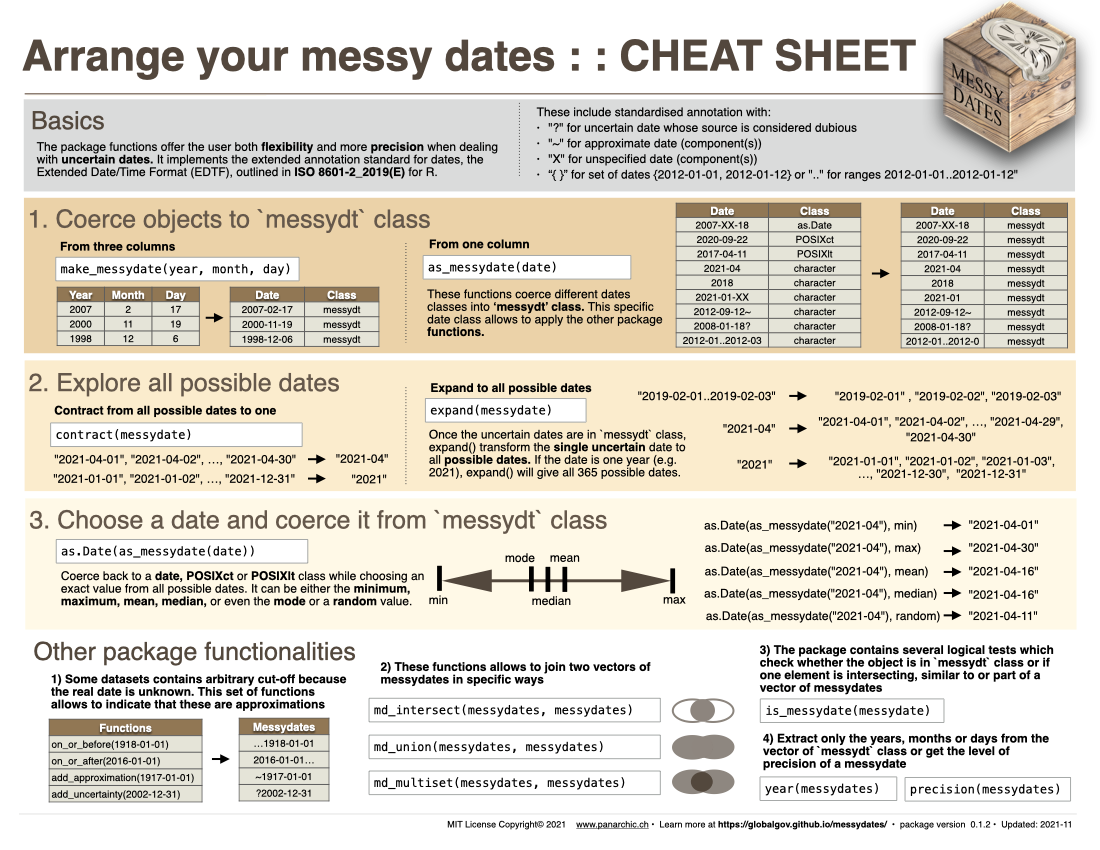 Arrange your messy dates : : CHEAT SHEET
MESSY
DATES
Basics
The package functions offer the user both flexibility and more precision when dealing
with uncertain dates. It implements the extended annotation standard for dates, the
Extended Date/Time Format (EDTF), outlined in ISO 8601-2_2019(E) for R.
These include standardised annotation with:
· "?" for uncertain date whose source is considered dubious
· "~" for approximate date (component(s))
· "X" for unspecified date (component(s))
· "{ }" for set of dates {2012-01-01, 2012-01-12} or ".." for ranges 2012-01-01..2012-01-12"
1. Coerce objects to `messydt` class
From three columns
make_messydate(year, month, day)
Year Month Day
2007 2 17
2000 11 19
1998 12 6
Date Class
2007-02-17 messydt
2000-11-19 messydt
1998-12-06 messydt
From one column
as_messydate(date)
These functions coerce different dates
classes into ‘messydt’ class. This specific
date class allows to apply the other package
functions.
Date Class
2007-XX-18 as.Date
2020-09-22 POSIXct
2017-04-11 POSIXlt
2021-04 character
2018 character
2021-01-XX character
2012-09-12~ character
2008-01-18? character
2012-01..2012-03 character
Date Class
2007-XX-18 messydt
2020-09-22 messydt
2017-04-11 messydt
2021-04 messydt
2018 messydt
2021-01 messydt
2012-09-12~ messydt
2008-01-18? messydt
2012-01..2012-0 messydt
2. Explore all possible dates
Contract from all possible dates to one
contract(messydate)
"2021-04-01", "2021-04-02", …, "2021-04-30" "2021-04"
"2021-01-01", "2021-01-02", …, "2021-12-31" "2021"
Expand to all possible dates
expand(messydate)
Once the uncertain dates are in `messydt` class,
expand() transform the single uncertain date to
all possible dates. If the date is one year (e.g.
2021), expand() will give all 365 possible dates.
"2019-02-01..2019-02-03" "2019-02-01" , "2019-02-02", "2019-02-03"
"2021-04" "2021-04-01", "2021-04-02", …, "2021-04-29",
"2021-04-30"
"2021" "2021-01-01", "2021-01-02", "2021-01-03",
…, "2021-12-30", "2021-12-31"
3. Choose a date and coerce it from `messydt` class
as.Date(as_messydate(date))
Coerce back to a date, POSIXct or POSIXlt class while choosing an
exact value from all possible dates. It can be either the minimum,
maximum, mean, median, or even the mode or a random value.
mode mean
min median max
as.Date(as_messydate("2021-04"), min) "2021-04-01"
as.Date(as_messydate("2021-04"), max) "2021-04-30"
as.Date(as_messydate("2021-04"), mean) "2021-04-16"
as.Date(as_messydate("2021-04"), median) "2021-04-16"
as.Date(as_messydate("2021-04"), random) "2021-04-11"
Other package functionalities
1) Some datasets contains arbitrary cut-off because
the real date is unknown. This set of functions
allows to indicate that these are approximations
Functions
on_or_before(1918-01-01)
on_or_after(2016-01-01)
add_approximation(1917-01-01)
add_uncertainty(2002-12-31)
Messydates
…1918-01-01
2016-01-01…
~1917-01-01
?2002-12-31
2) These functions allows to join two vectors of
messydates in specific ways
md_intersect(messydates, messydates)
md_union(messydates, messydates)
md_multiset(messydates, messydates)
3) The package contains several logical tests which
check whether the object is in `messydt` class or if
one element is intersecting, similar to or part of a
vector of messydates
is_messydate(messydate)
4) Extract only the years, months or days from the
vector of `messydt` class or get the level of
precision of a messydate
year(messydates) precision(messydates)
MIT License Copyright© 2021 www.panarchic.ch • Learn more at https://globalgov.github.io/messydates/ • package version 0.1.2 • Updated: 2021-11